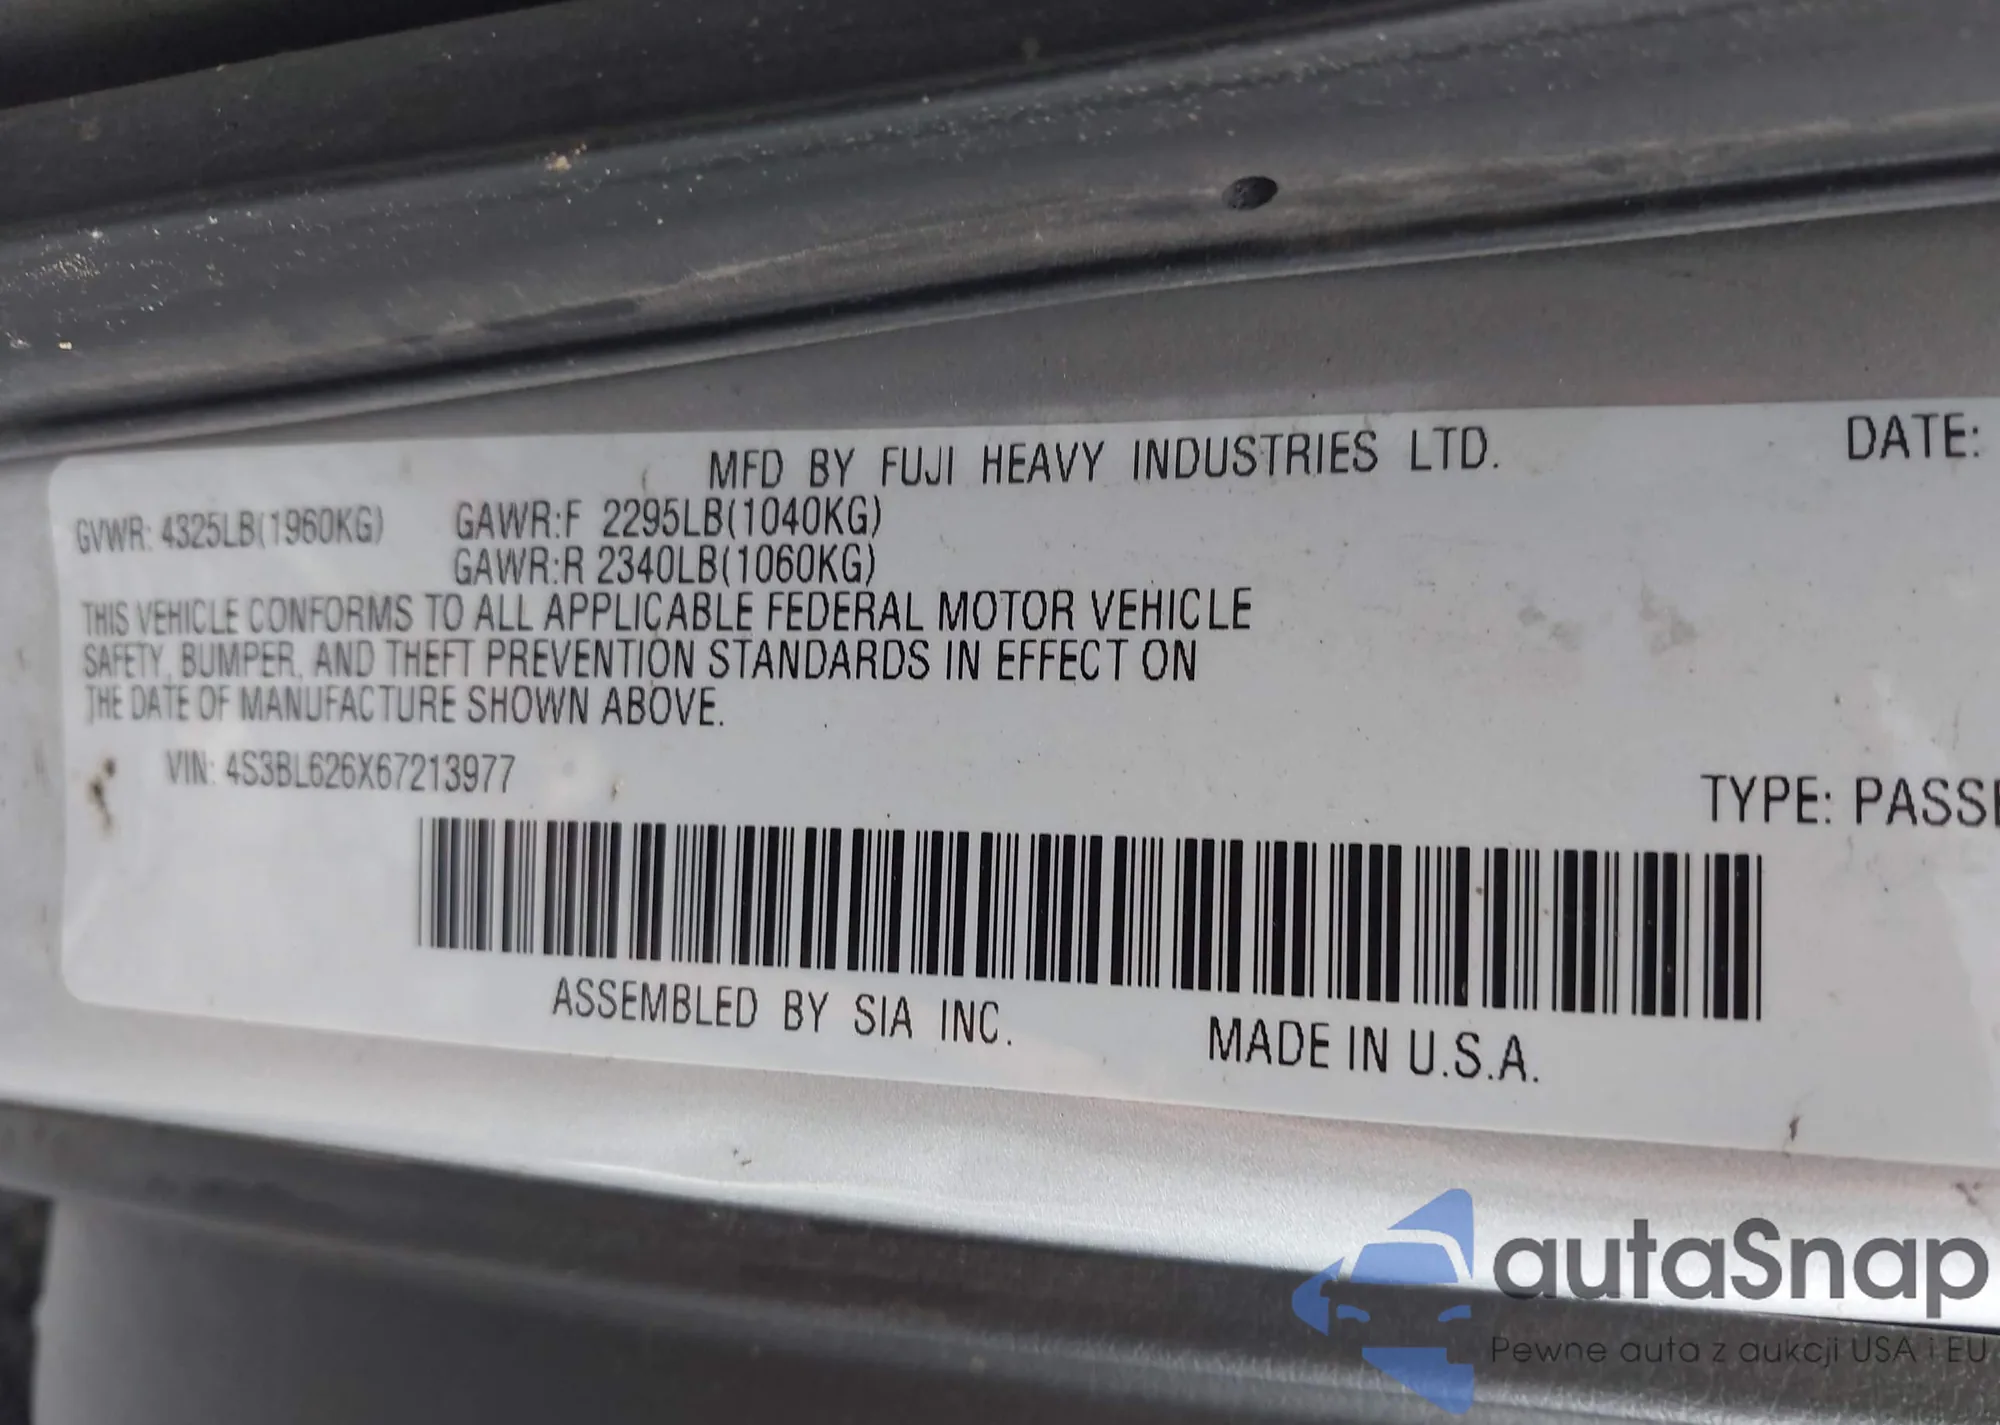 MFD BY FUJI HEAVY INDUSTRIES LTD. DATE:
GVWR: 4325LB(1960KG) GAWR:F 2295LB(1040KG)
GAWR:R 2340LB(1060KG)
THIS VEHICLE CONFORMS TO ALL APPLICABLE FEDERAL MOTOR VEHICLE
SAFETY, BUMPER, AND THEFT PREVENTION STANDARDS IN EFFECT ON
THE DATE OF MANUFACTURE SHOWN ABOVE.
VIN: 4S3BL626X67213977
TYPE: PASSE
ASSEMBLED BY SIA INC. MADE IN U.S.A.
autaSnap
Pewne auta z aukcji USA i EU